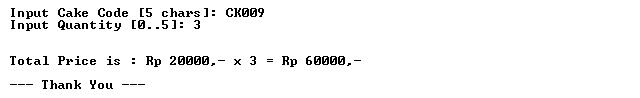 Input Cake Code [5 chars]: CK009
Input Quantity [0..5]: 3
Total Price is : Rp 20000,- x 3 = Rp 60000,-
--- Thank You ---